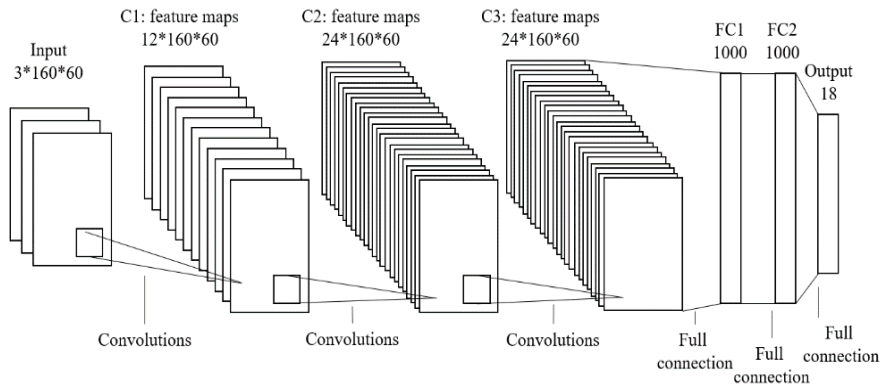 Input
3*160*60
C1: feature maps
12*160*60
C2: feature maps
24*160*60
C3: feature maps
24*160*60
FC1
1000
FC2
1000
Output
18
Convolutions
Convolutions
Convolutions
Full
connection
Full
connection
Full
connection